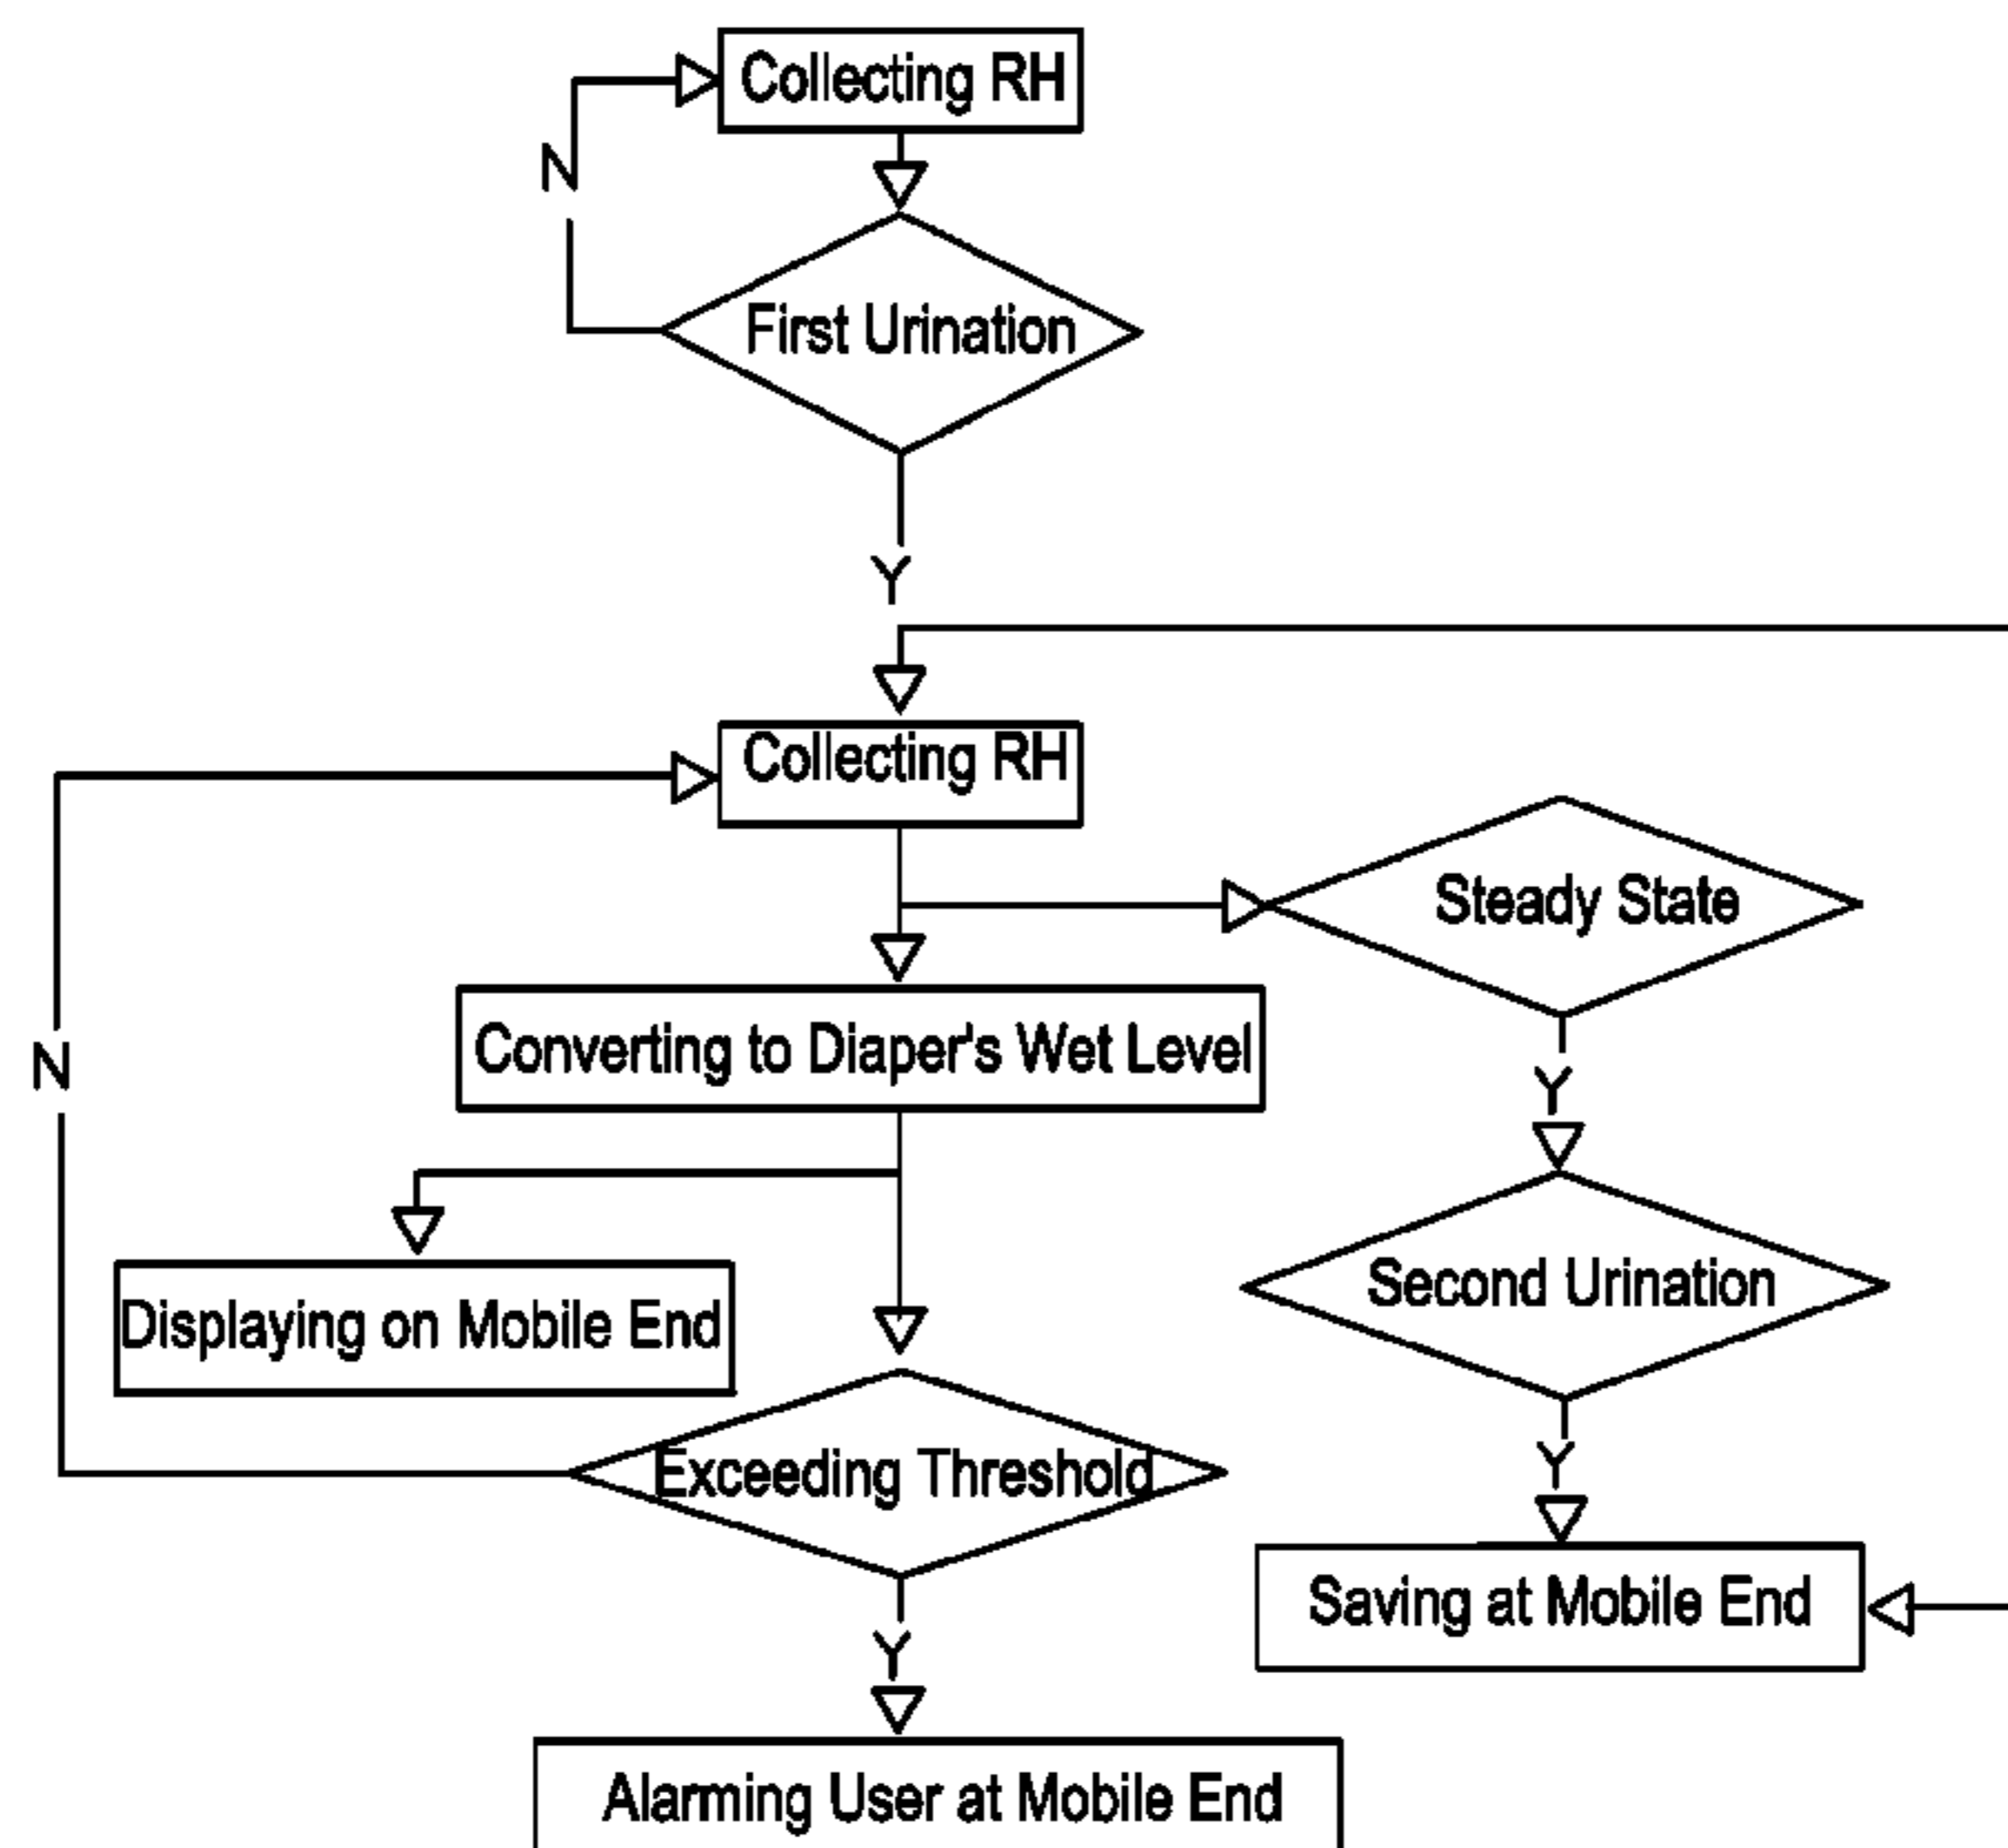 Collecting RH
N
First Urination
Y
Collecting RH
Steady State
N
Converting to Diaper's Wet Level
Y
Displaying on Mobile End
Second Urination
Exceeding Threshold
Y
Saving at Mobile End
Y
Alarming User at Mobile End